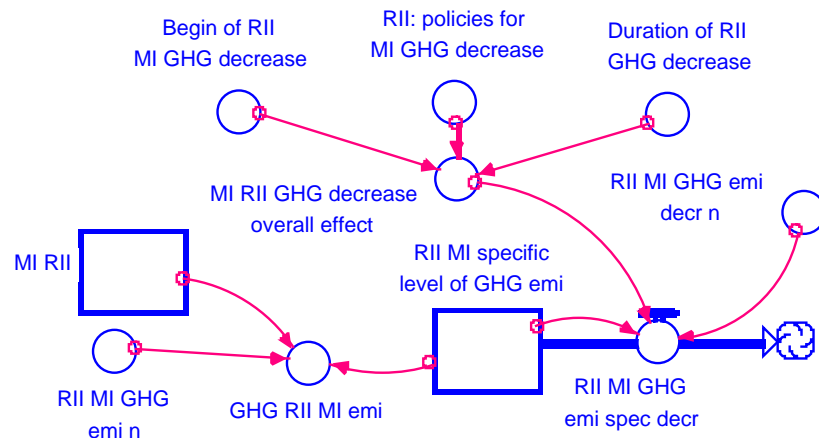 Begin of RII
MI GHG decrease
RII: policies for
MI GHG decrease
Duration of RII
GHG decrease
MI RII GHG decrease
overall effect
RII MI GHG emi
decr n
MI RII
RII MI specific
level of GHG emi
RII MI GHG
emi n
GHG RII MI emi
RII MI GHG
emi spec decr